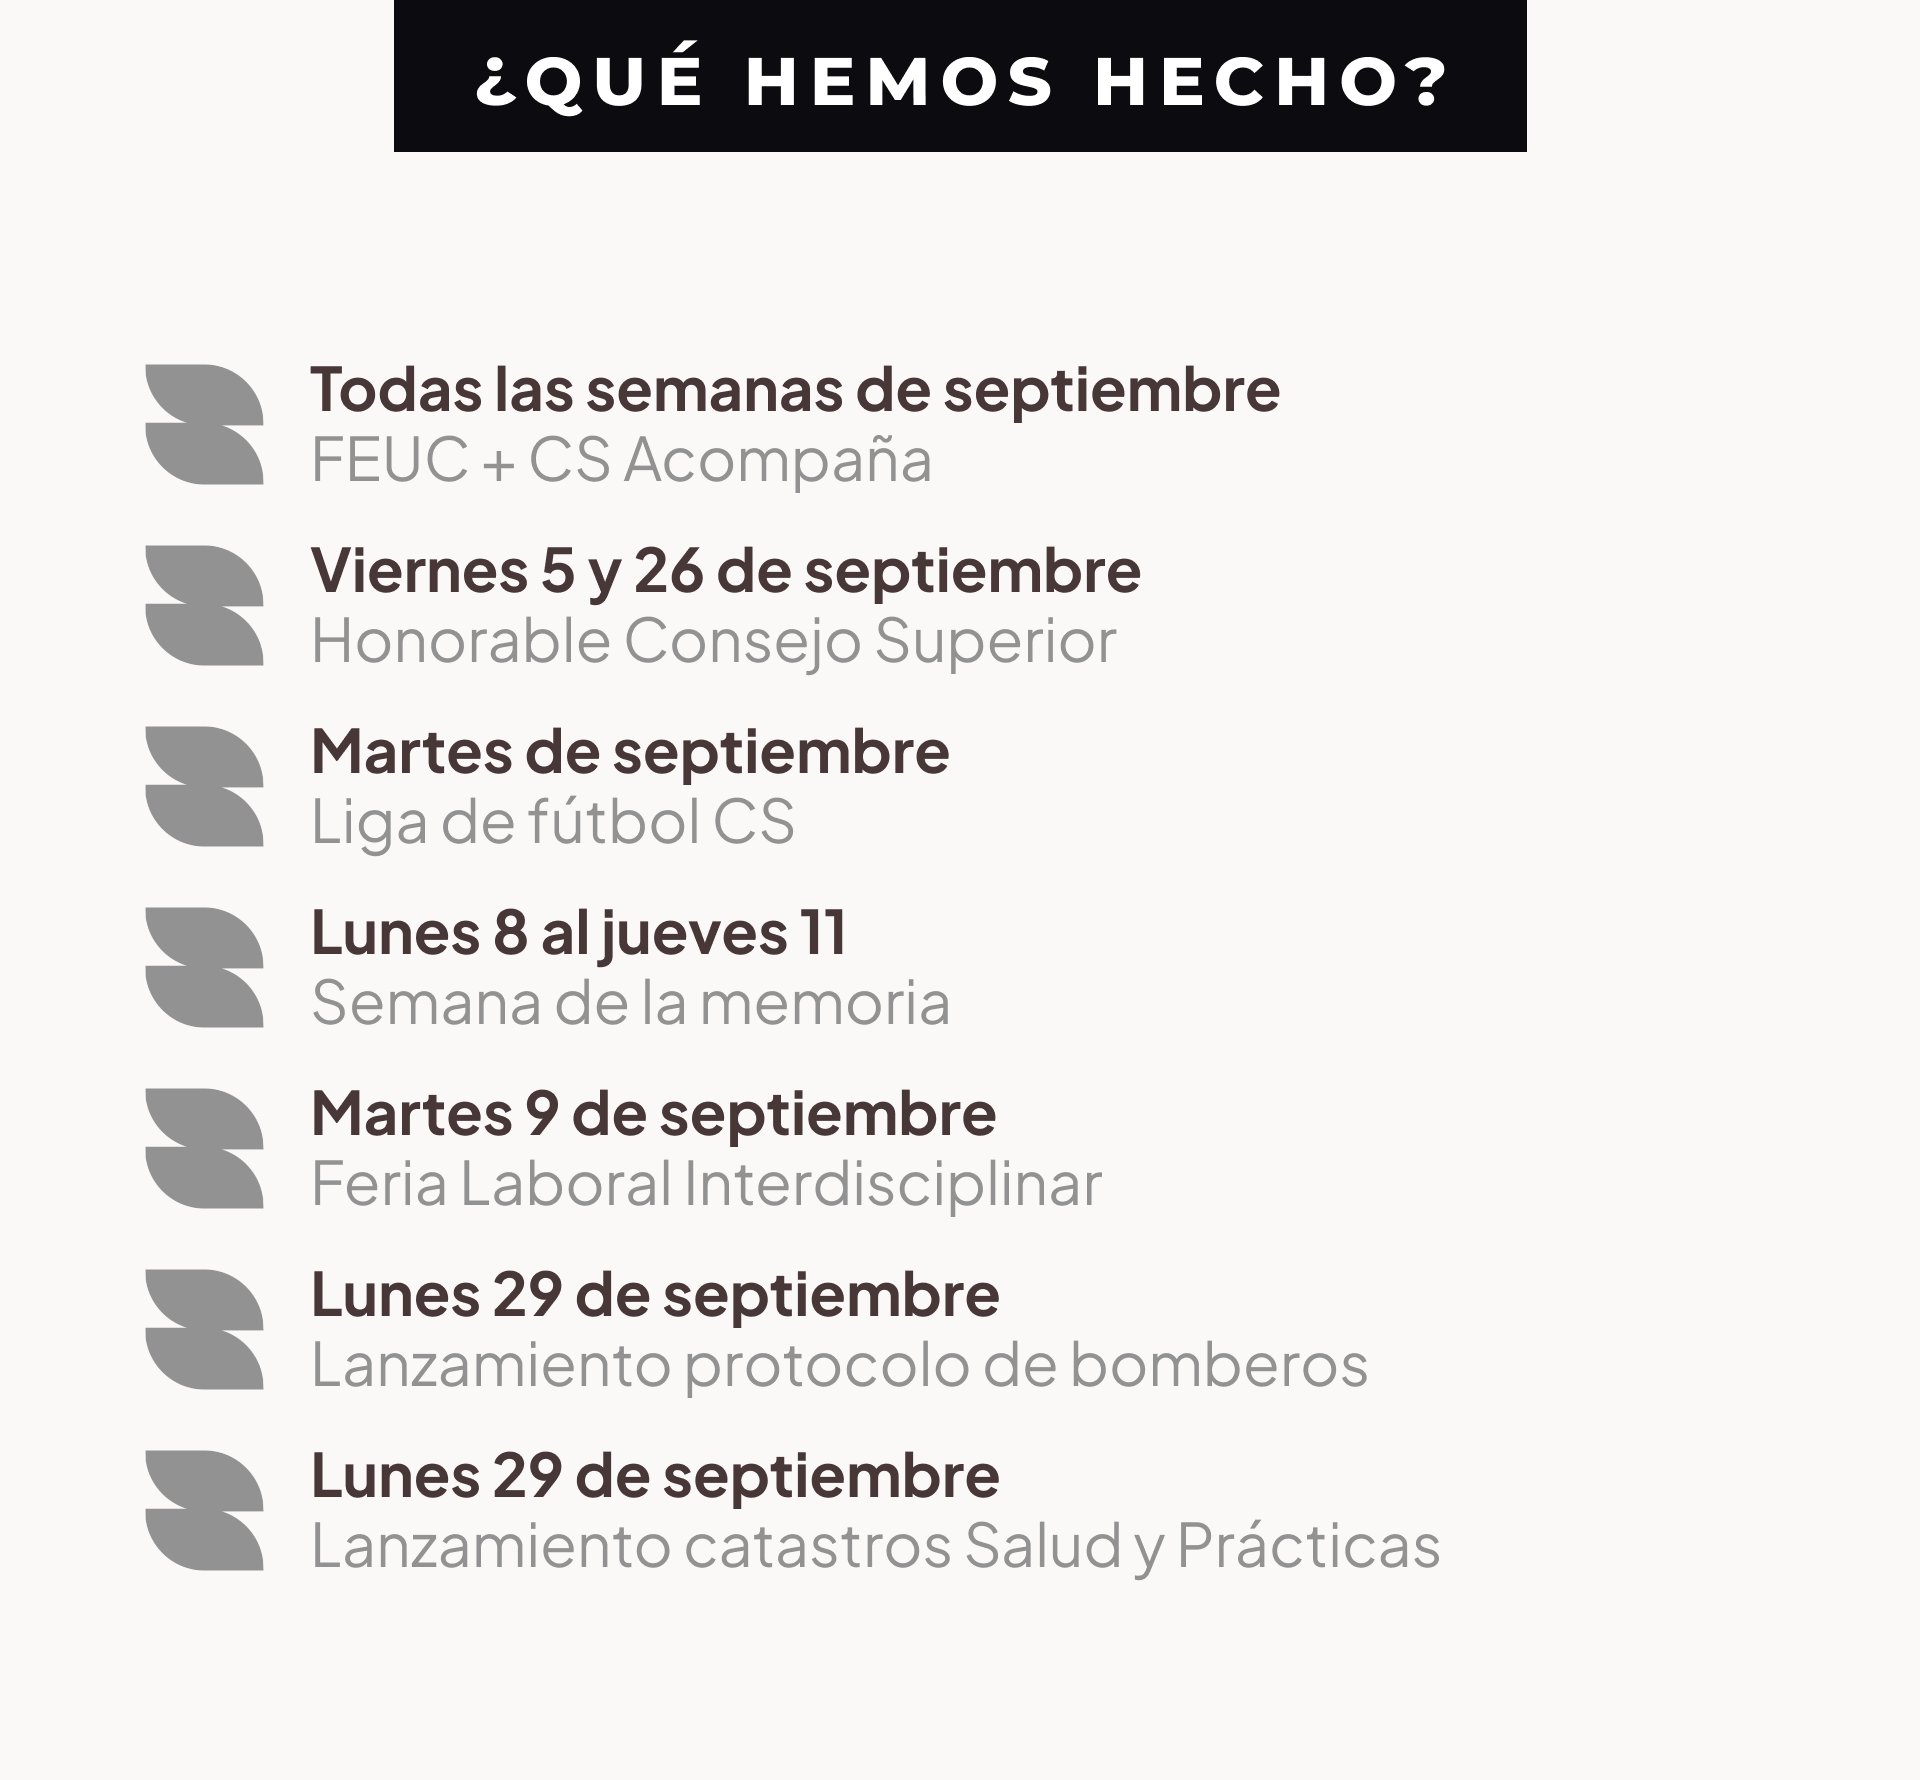 ¿QUÉ HEMOS HECHO?
Todas las semanas de septiembre
FEUC + CS Acompaña
Viernes 5 y 26 de septiembre
Honorable Consejo Superior
Martes de septiembre
Liga de fútbol CS
Lunes 8 al jueves 11
Semana de la memoria
Martes 9 de septiembre
Feria Laboral Interdisciplinar
Lunes 29 de septiembre
Lanzamiento protocolo de bomberos
Lunes 29 de septiembre
Lanzamiento catastros Salud y Prácticas